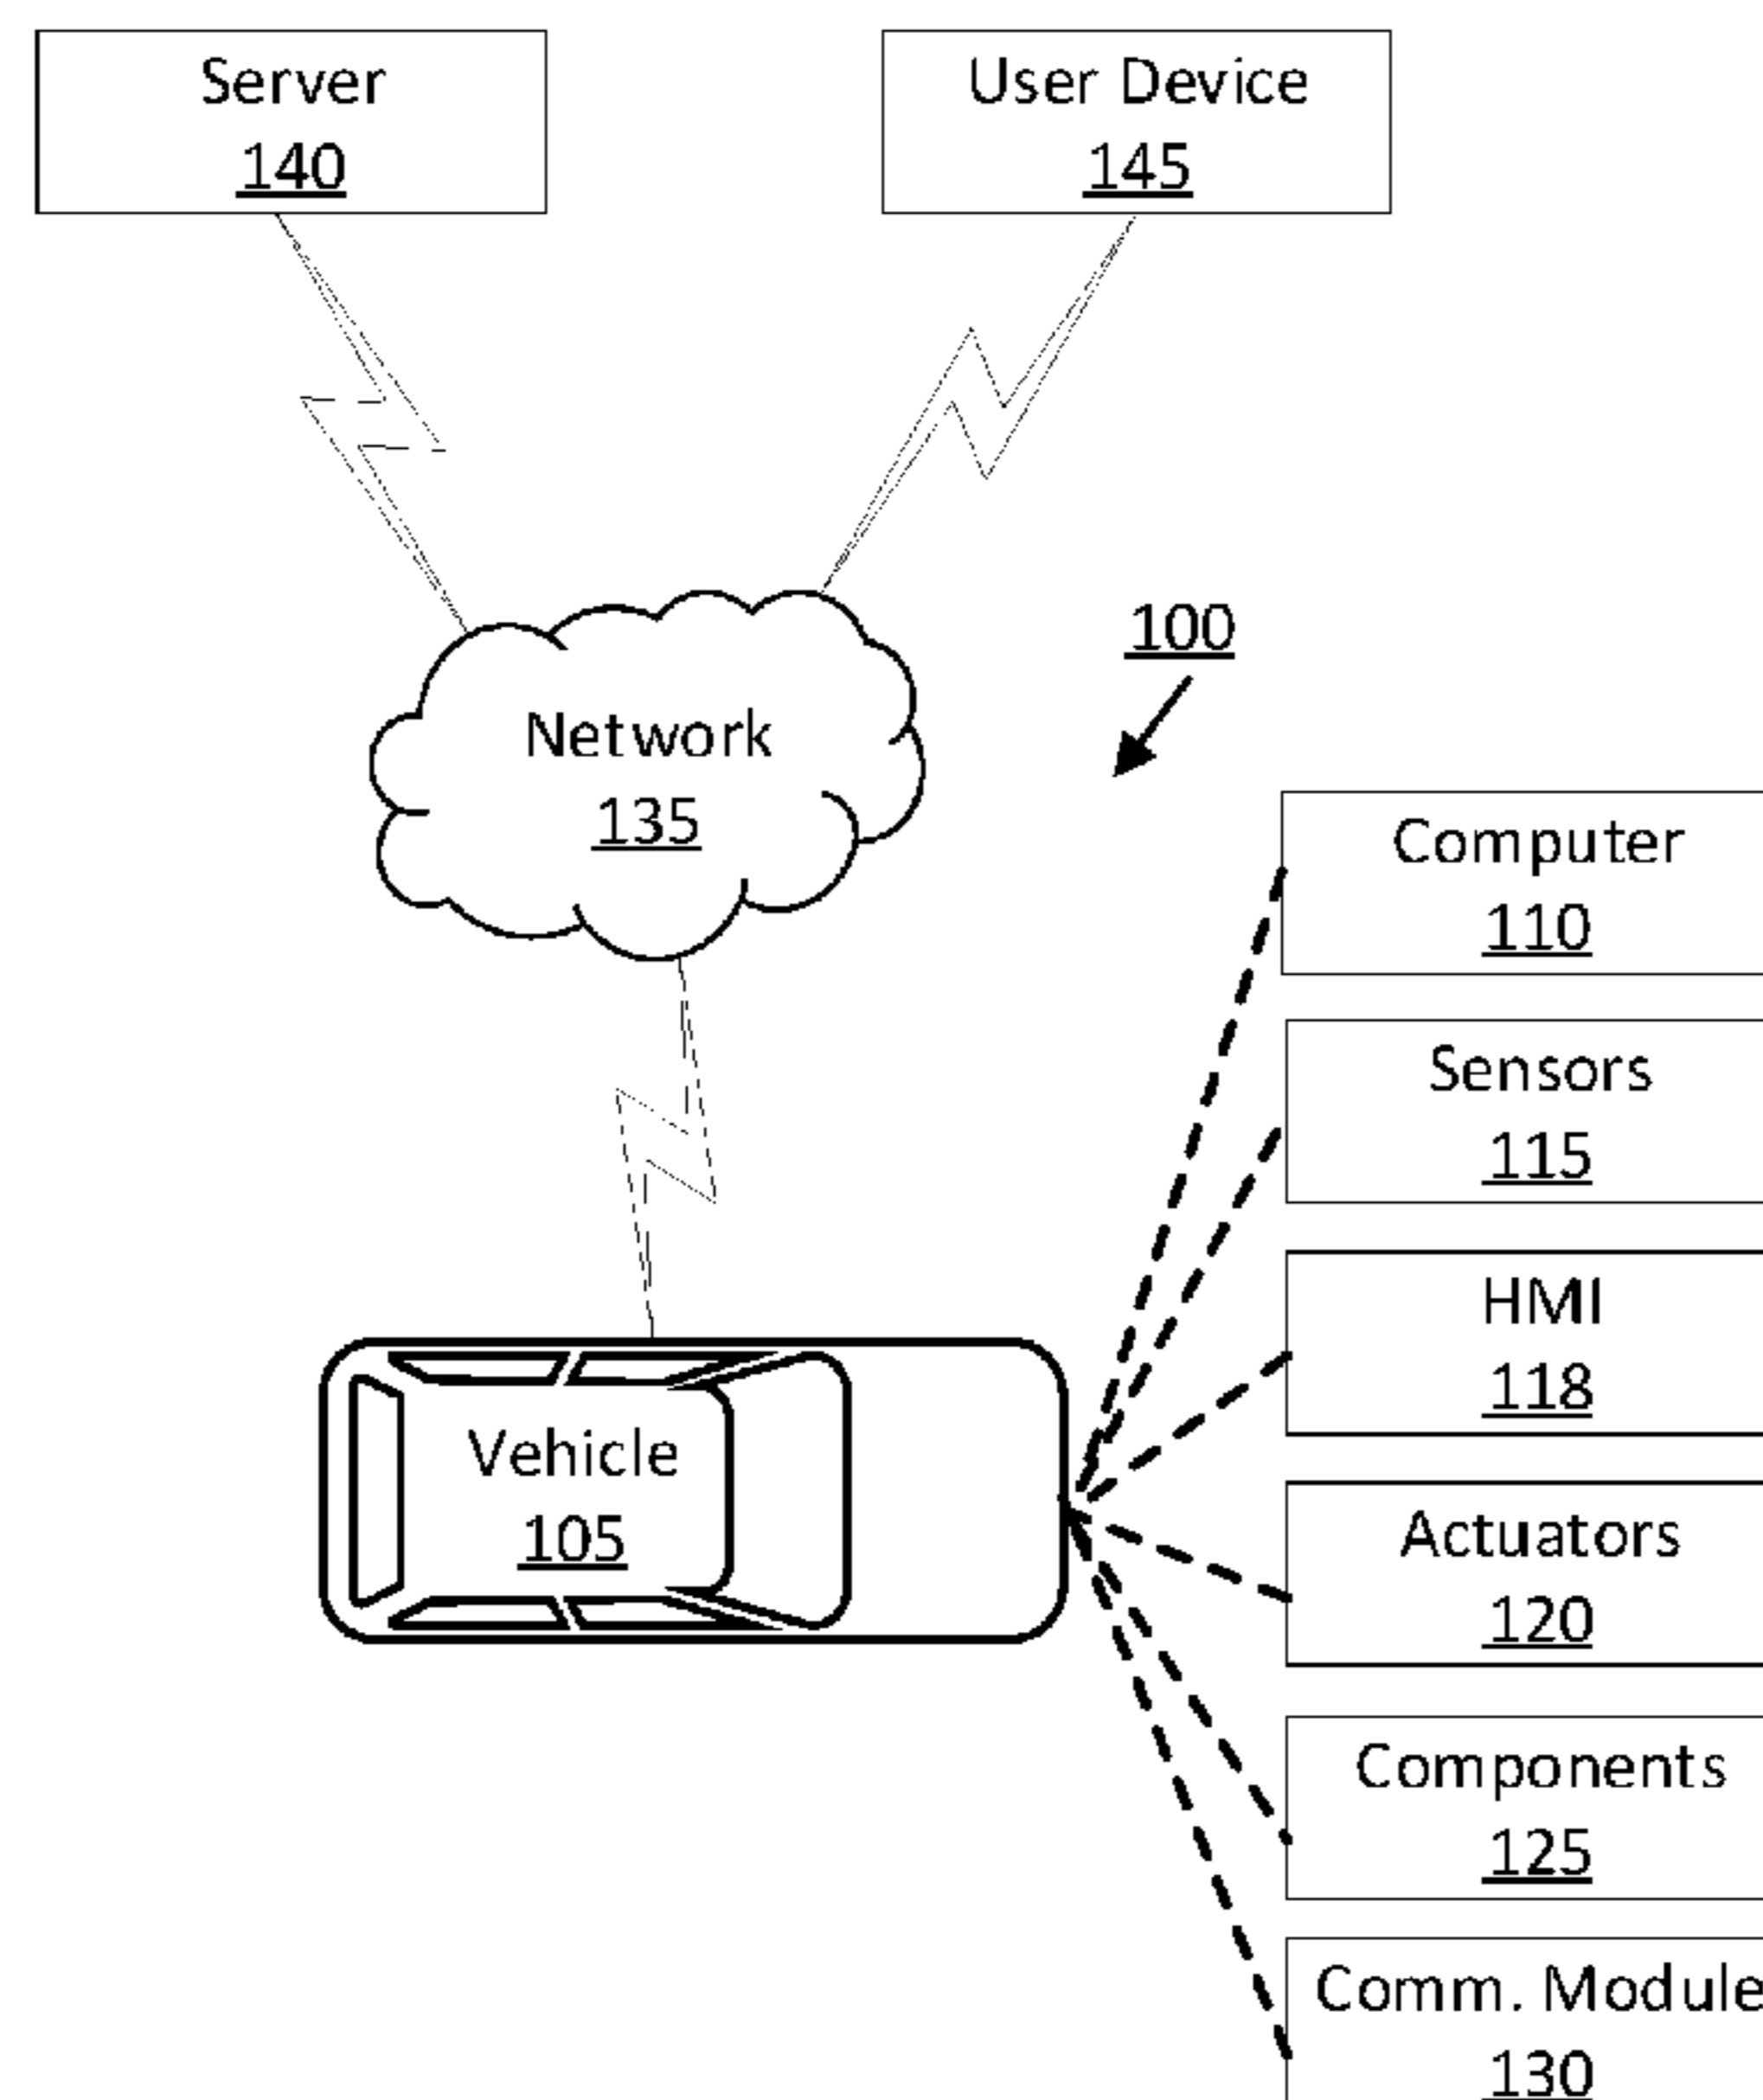 Server
140
User Device
145
100
Network
135
Computer
110
Sensors
115
HMI
118
Vehicle
105
Actuators
120
Components
125
Comm. Module
130